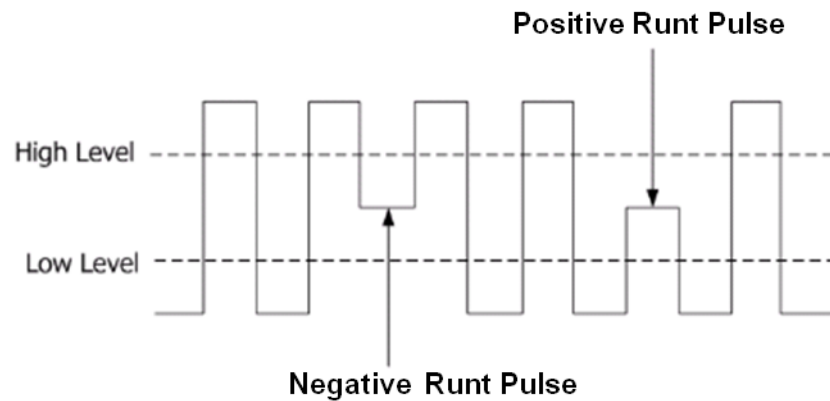 Positive Runt Pulse
High Level
Low Level
Negative Runt Pulse